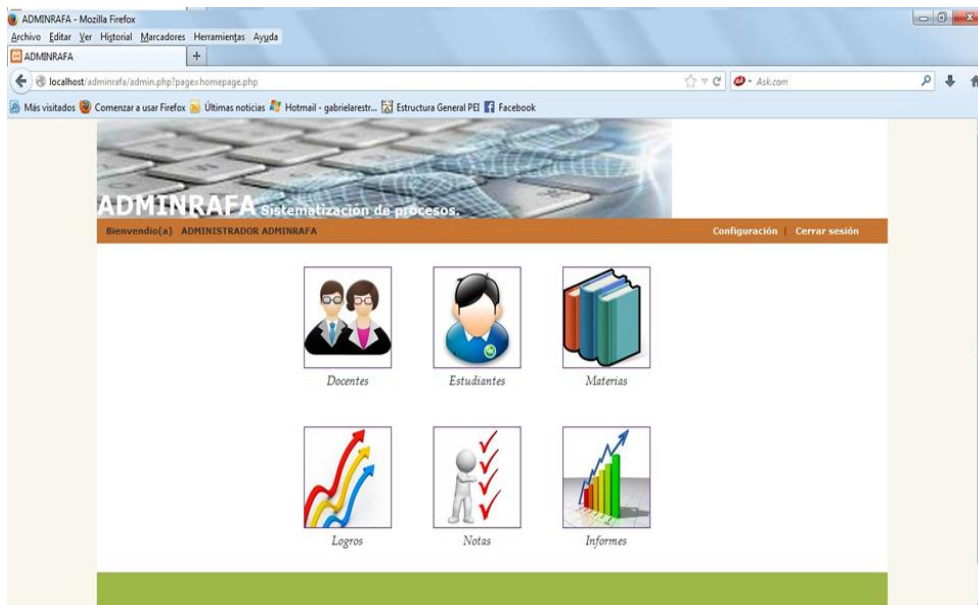 ADMINRAFA - Mozilla Firefox
Archivo Editar Ver Historial Marcadores Herramientas Ayuda
ADMINRAFA
localhost/adminrafa/admin.php?page=homepage.php
Ask.com
Más visitados Comenzar a usar Firefox Últimas noticias Hotmail - gabrielarestr... Estructura General PEI Facebook
ADMINRAFA Sistematización de procesos.
Bienvendio(a) ADMINISTRADOR ADMINRAFA Configuración | Cerrar sesión
Docentes Estudiantes Materias
Logros Notas Informes